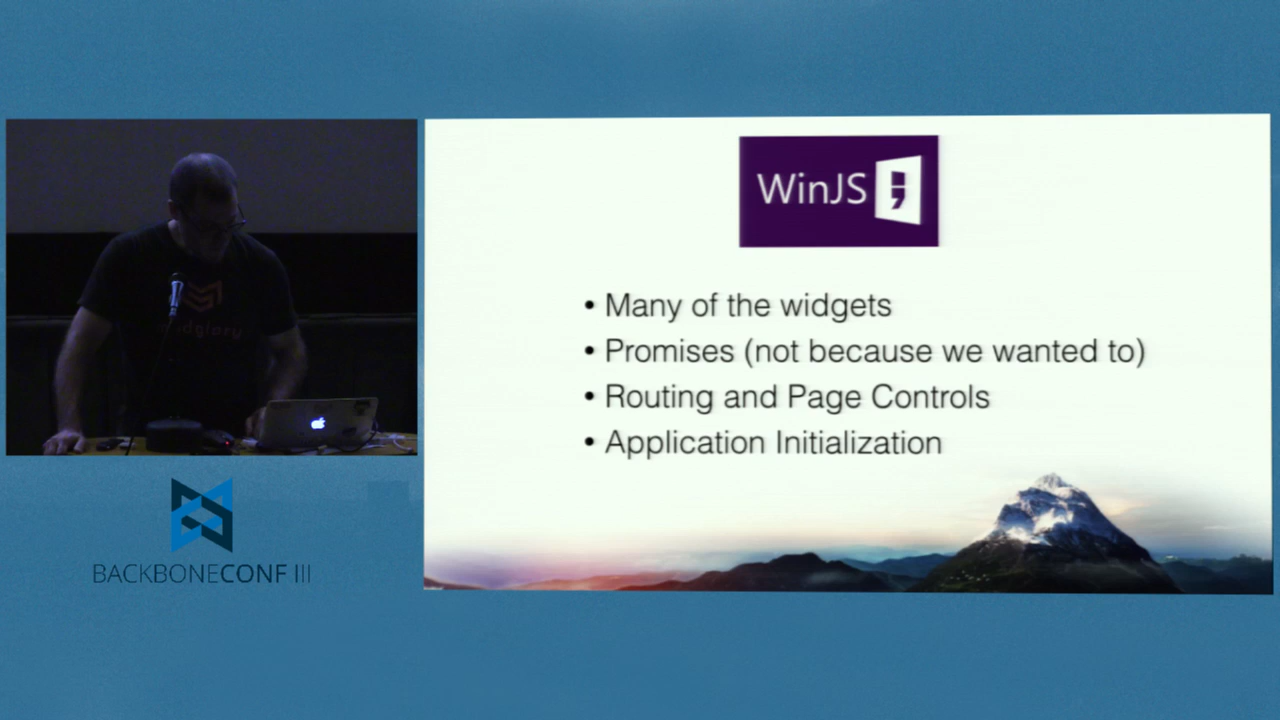 WinJS
• Many of the widgets
• Promises (not because we wanted to)
• Routing and Page Controls
• Application Initialization
BACKBONECONF III